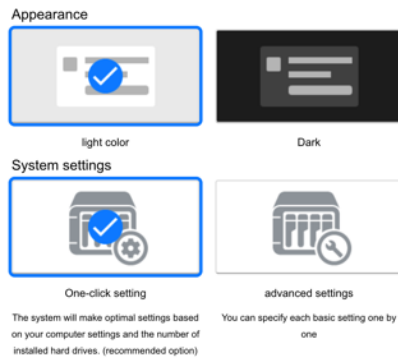 Appearance
light color
Dark
System settings
One-click setting
advanced settings
The system will make optimal settings based
on your computer settings and the number of
installed hard drives. (recommended option)
You can specify each basic setting one by
one